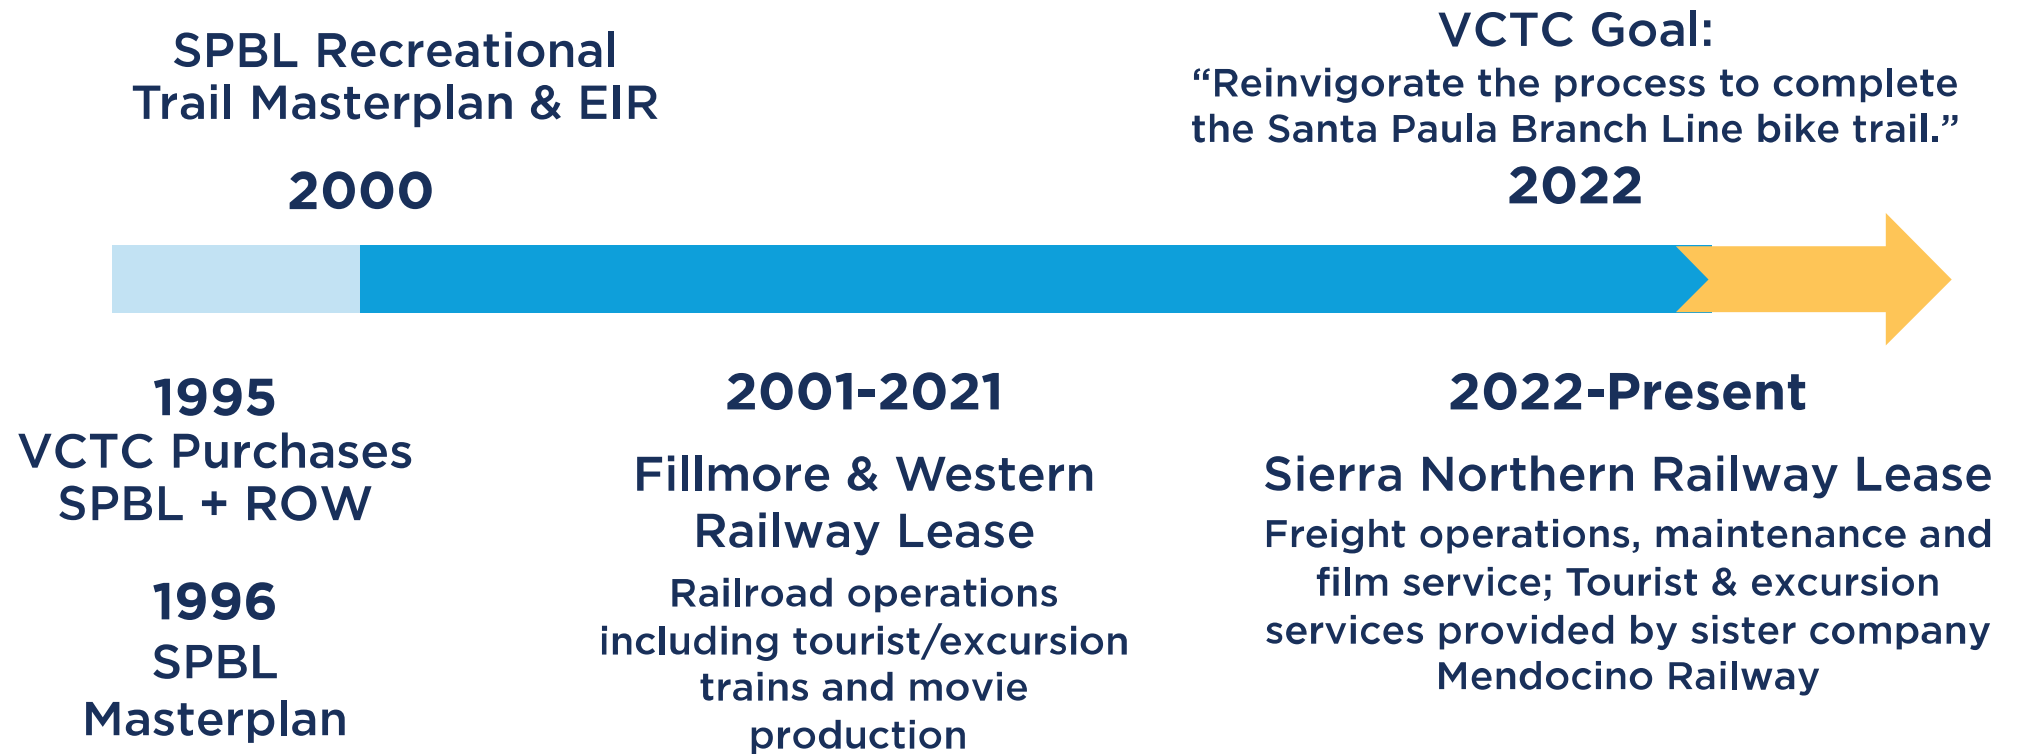 SPBL Recreational
Trail Masterplan & EIR
2000
VCTC Goal:
“Reinvigorate the process to complete
the Santa Paula Branch Line bike trail.”
2022
1995
VCTC Purchases
SPBL + ROW
1996
SPBL
Masterplan
2001-2021
Fillmore & Western
Railway Lease
Railroad operations
including tourist/excursion
trains and movie
production
2022-Present
Sierra Northern Railway Lease
Freight operations, maintenance and
film service; Tourist & excursion
services provided by sister company
Mendocino Railway